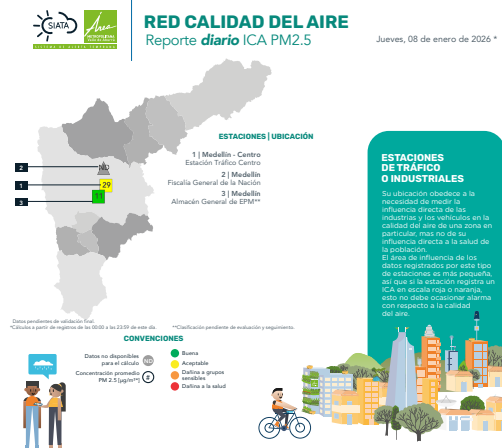 SIATA
Área
METROPOLITANA
RED CALIDAD DEL AIRE
Reporte diario ICA PM2.5
Jueves, 08 de enero de 2026 *
ESTACIONES | UBICACIÓN
1 | Medellín - Centro
Estación Tráfico Centro
2 | Medellín
Fiscalía General de la Nación
3 | Medellín
Almacén General de EPM**
2
ND
1
29
3
11
ESTACIONES
DE TRÁFICO
O INDUSTRIALES
Su ubicación obedece a la
necesidad de medir la
influencia directa de las
industrias y los vehículos en la
calidad del aire de una zona en
particular, mas no de su
influencia directa a la salud de
la población.
El área de influencia de los
datos registrados por este tipo
de estaciones es más pequeña,
así que si la estación registra un
ICA en escala roja o naranja,
esto no debe ocasionar alarma
con respecto a la calidad
del aire.
Datos pendientes de validación final.
*Cálculos a partir de registros de las 00:00 a las 23:59 de este día.
**Clasificación pendiente de evaluación y seguimiento.
CONVENCIONES
Datos no disponibles
para el cálculo
ND
Concentración promedio
PM 2.5 (µg/m³)
#
Buena
Aceptable
Dañina a grupos
sensibles
Dañina a la salud